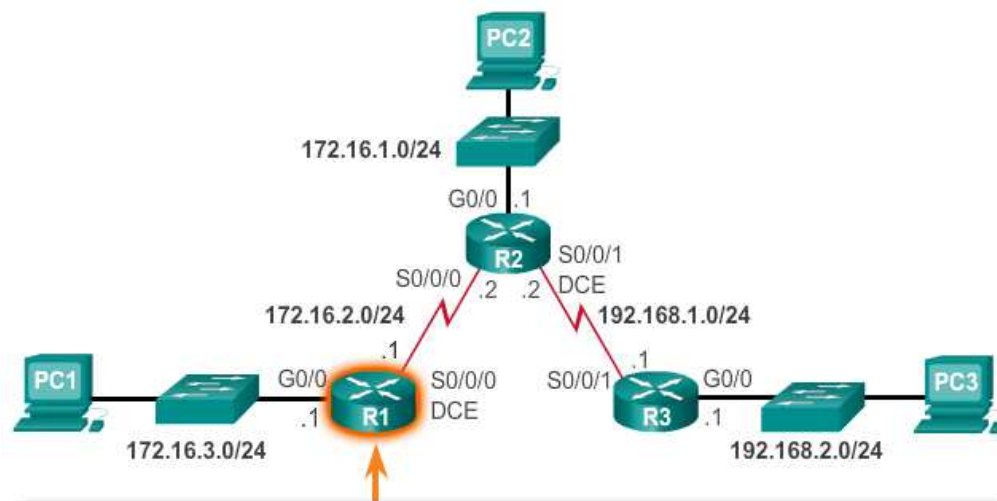 PC2
172.16.1.0/24
G0/0 .1
R2
S0/0/1
DCE
S0/0/0
.2 .2
172.16.2.0/24
192.168.1.0/24
.1
.1
PC1
G0/0
S0/0/0
DCE
.1
R1
S0/0/1
G0/0
R3
.1
PC3
172.16.3.0/24
192.168.2.0/24